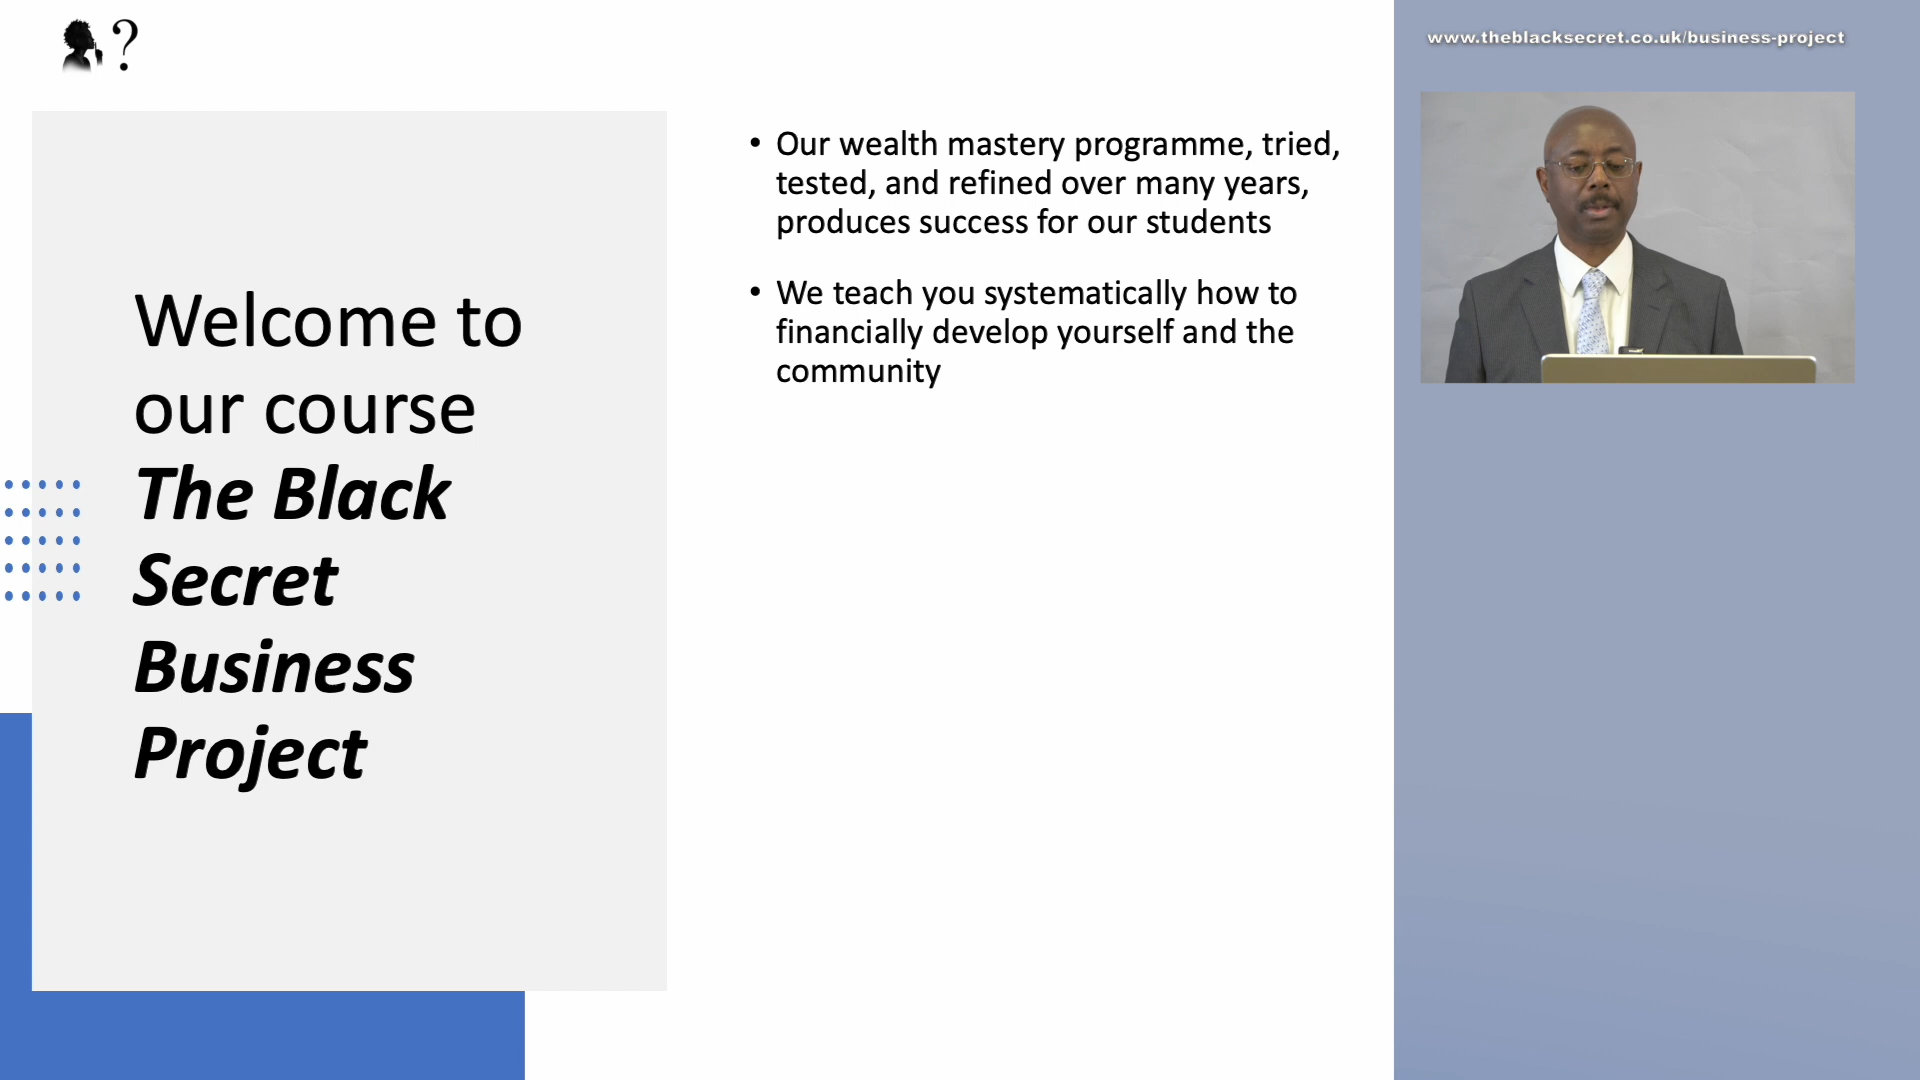 ?
Welcome to
our course
The Black
Secret
Business
Project
• Our wealth mastery programme, tried,
tested, and refined over many years,
produces success for our students
• We teach you systematically how to
financially develop yourself and the
community
www.theblacksecret.co.uk/business-project